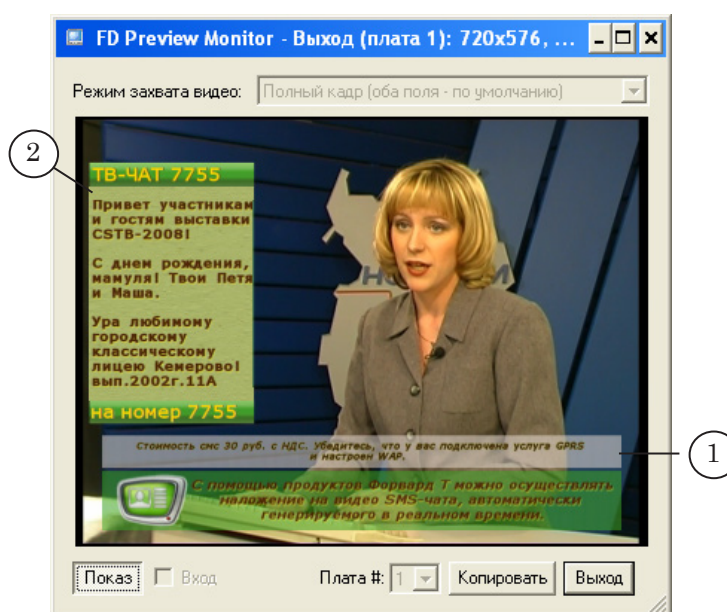 FD Preview Monitor - Выход (плата 1): 720x576, ...
Режим захвата видео: Полный кадр (оба поля - по умолчанию)
2
ТВ-ЧАТ 7755
Привет участникам
и гостям выставки
CSTB-2008!
С днем рождения,
мамуля! Твои Петя
и Маша.
Ура любимому
городскому
классическому
лицею Кемерово!
вып.2002г.11А
на номер 7755
Стоимость смс 30 руб. с НДС. Убедитесь, что у вас подключена услуга GPRS
и настроен WAP.
1
С помощью продуктов Форвард Т можно осуществлять
наложение на видео SMS-чата, автоматически
генерируемого в реальном времени.
Показ Вход Плата #: 1 Копировать Выход